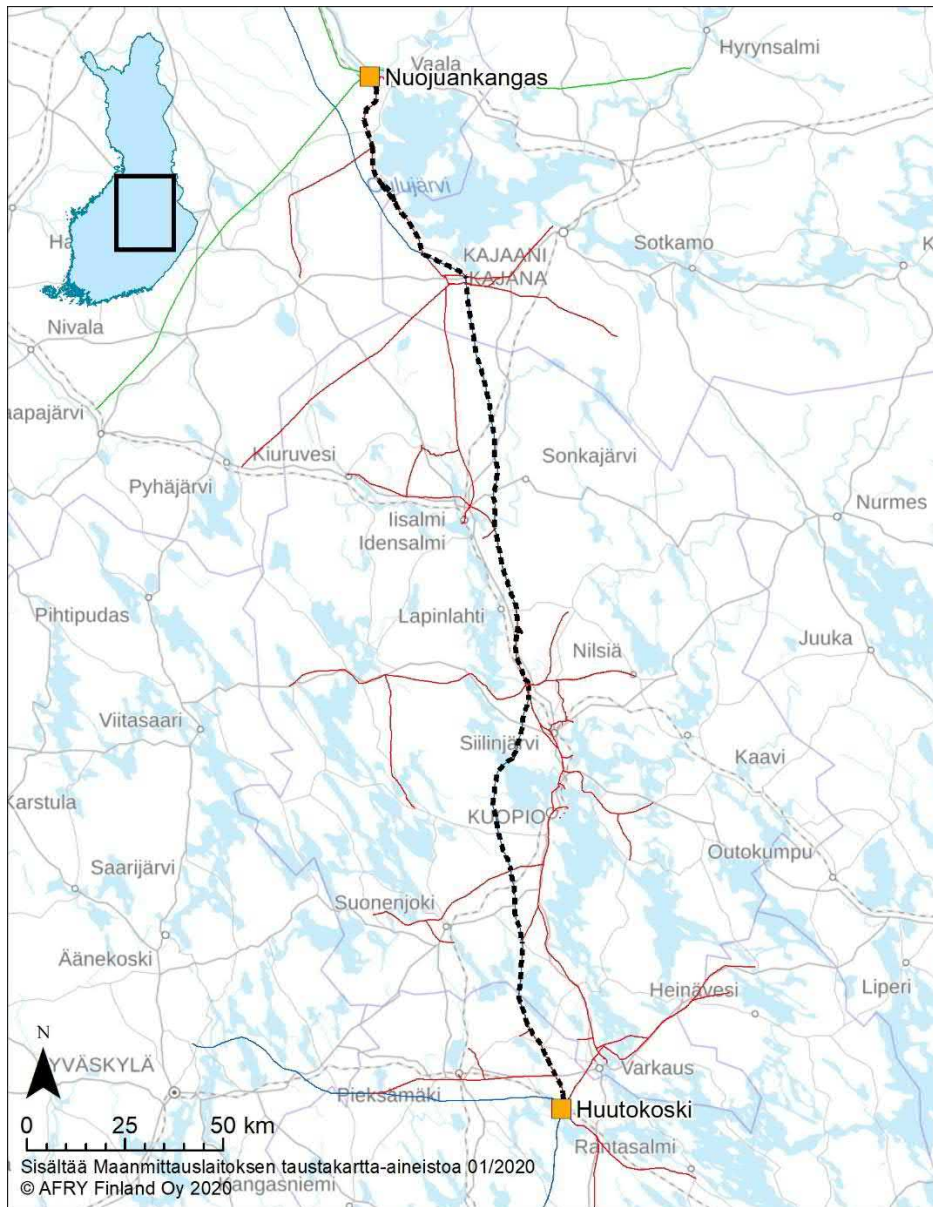 Hyrynsalmi
Vaala
Nuojuankangas
Oulujärvi
Ha
KAJAANI
KAJANA
Sotkamo
K
Nivala
aapajärvi
Kiuruvesi
Pyhäjärvi
Sonkajärvi
Iisalmi
Idensalmi
Nurmes
Pihtipudas
Lapinlahti
Nilsiä
Juuka
Viitasaari
Siilinjärvi
Kaavi
Karstula
KUOPIO
Saarijärvi
Outokumpu
Suonenjoki
Äänekoski
Heinävesi
Liperi
N
YVÄSKYLÄ
Pieksämäki
Varkaus
Huutokoski
0 25 50 km
Rantasalmi
Sisältää Maanmittauslaitoksen taustakartta-aineistoa 01/2020
© AFRY Finland Oy 2020
Kangasniemi